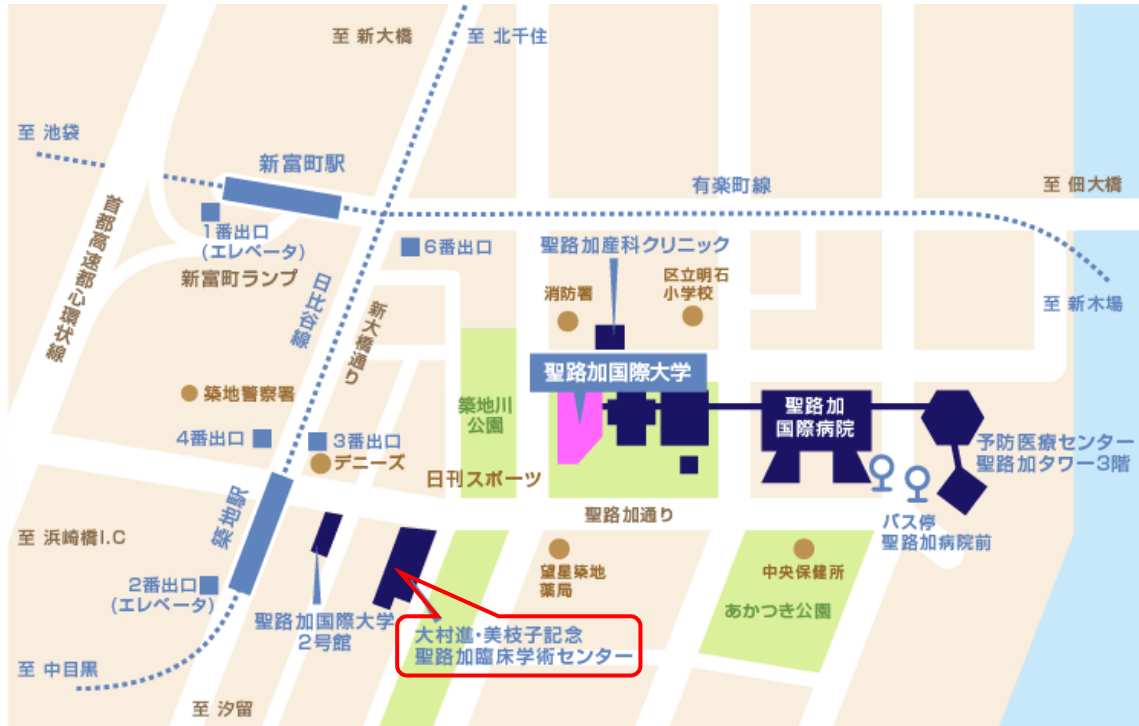 至 新大橋
至 北千住
至 池袋
新富町駅
有楽町線
至 佃大橋
首都高速都心環状線
1番出口
(エレベータ)
6番出口
聖路加産科クリニック
新富町ランプ
日比谷線
新大橋通り
消防署
区立明石
小学校
至 新木場
聖路加国際大学
築地警察署
築地川
公園
聖路加
国際病院
4番出口
3番出口
デニーズ
日刊スポーツ
予防医療センター
聖路加タワー3階
築地駅
聖路加通り
バス停
聖路加病院前
至 浜崎橋I.C
2番出口
(エレベータ)
望星築地
薬局
中央保健所
あかつき公園
聖路加国際大学
2号館
大村進・美枝子記念
聖路加臨床学術センター
至 中目黒
至 汐留